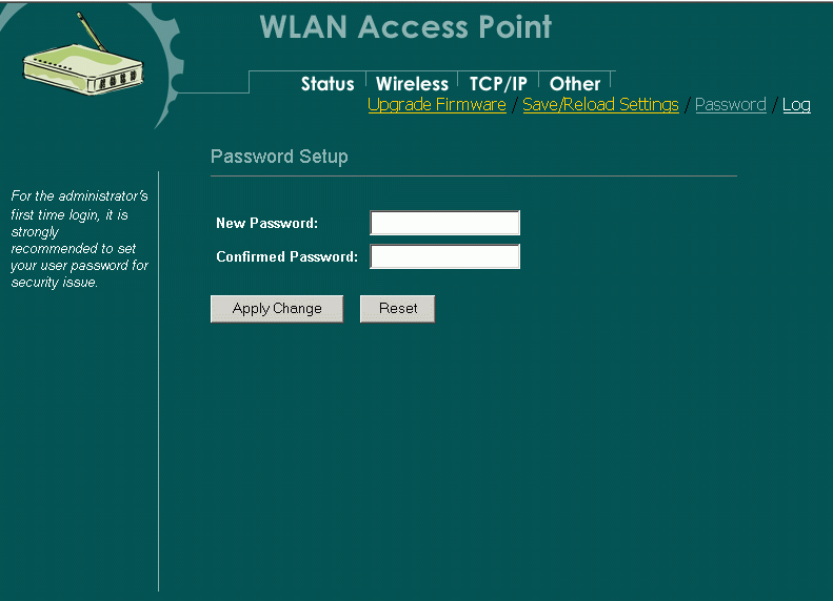 WLAN Access Point
Status Wireless TCP/IP Other
Upgrade Firmware / Save/Reload Settings / Password / Log
Password Setup
For the administrator's
first time login, it is
strongly
recommended to set
your user password for
security issue.
New Password:
Confirmed Password:
Apply Change Reset